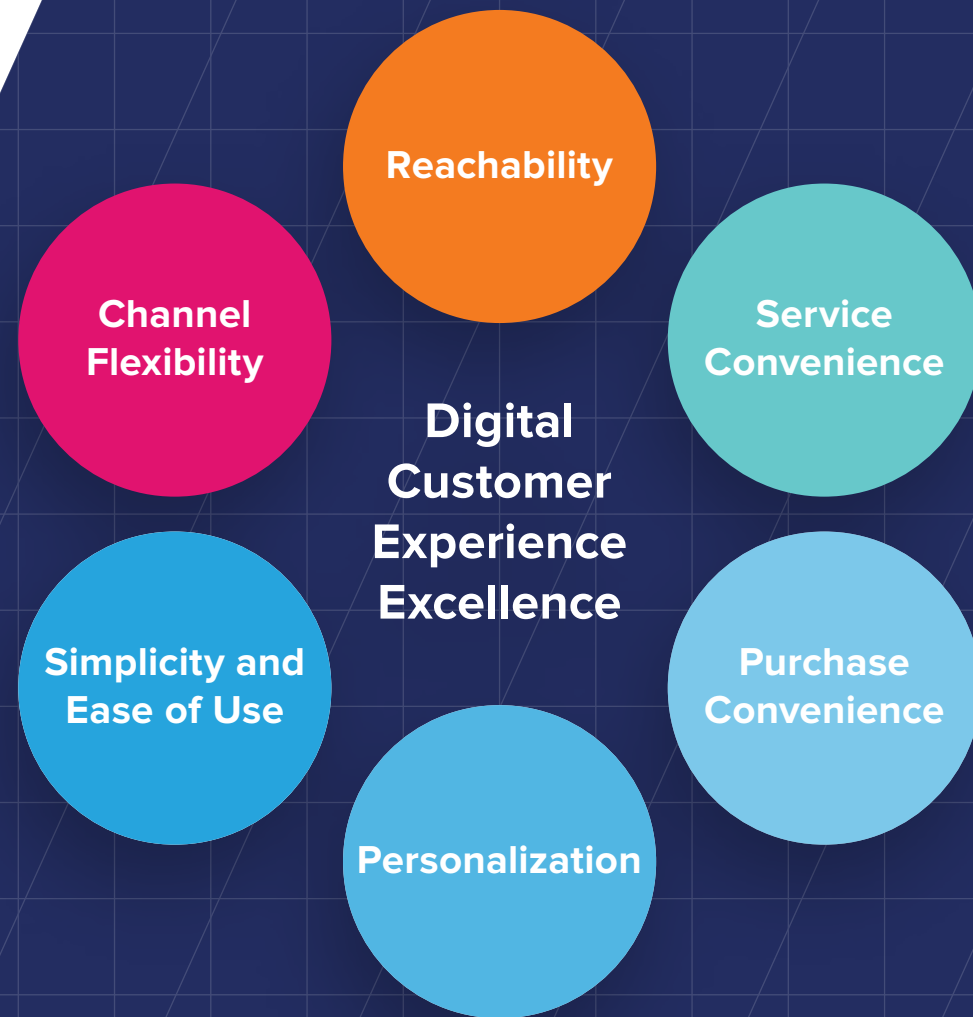 Reachability
Channel
Flexibility
Service
Convenience
Digital
Customer
Experience
Excellence
Simplicity and
Ease of Use
Purchase
Convenience
Personalization